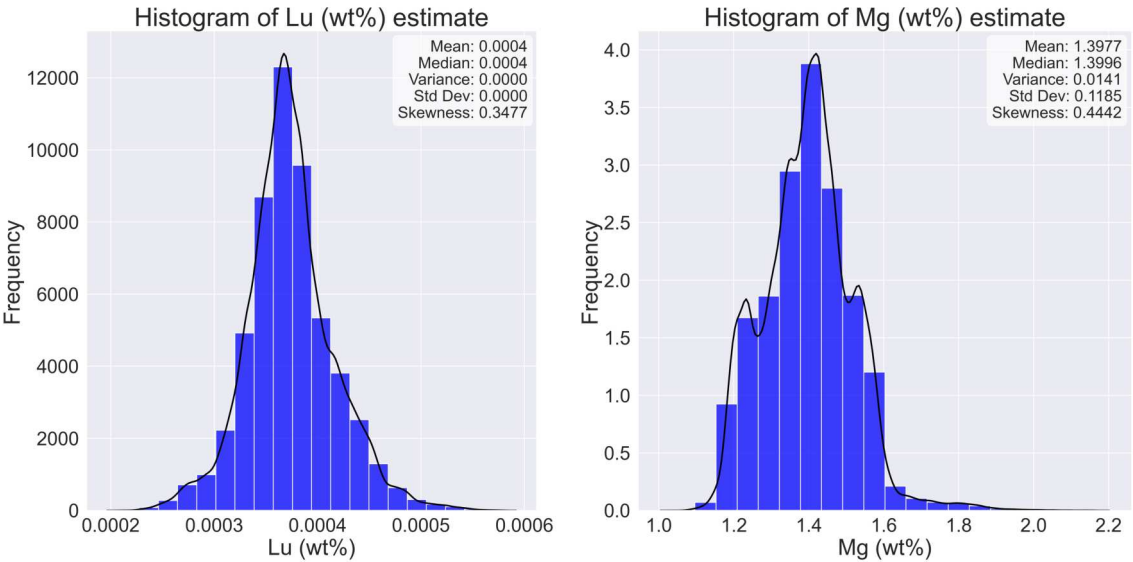 Histogram of Lu (wt%) estimate
Mean: 0.0004
Median: 0.0004
Variance: 0.0000
Std Dev: 0.0000
Skewness: 0.3477
Frequency
12000
10000
8000
6000
4000
2000
0
0.0002
0.0003
0.0004
0.0005
0.0006
Lu (wt%)
Histogram of Mg (wt%) estimate
Mean: 1.3977
Median: 1.3996
Variance: 0.0141
Std Dev: 0.1185
Skewness: 0.4442
Frequency
4.0
3.5
3.0
2.5
2.0
1.5
1.0
0.5
0.0
1.0
1.2
1.4
1.6
1.8
2.0
2.2
Mg (wt%)